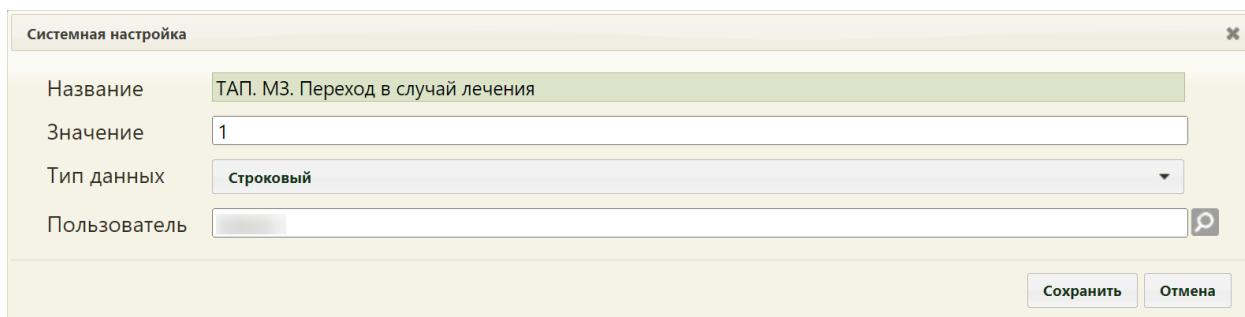 Системная настройка
Название ТАП. МЗ. Переход в случай лечения
Значение 1
Тип данных Строковый
Пользователь
Сохранить Отмена